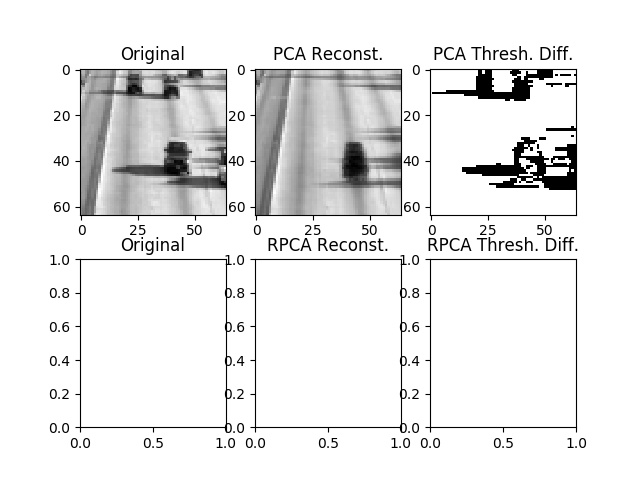 Original PCA Reconst. PCA Thresh. Diff.
0 0 0
20 20 20
40 40 40
60 60 60
0 25 50 0 25 50 0 25 50
Original RPCA Reconst. RPCA Thresh. Diff.
1.0 1.0 1.0
0.8 0.8 0.8
0.6 0.6 0.6
0.4 0.4 0.4
0.2 0.2 0.2
0.0 0.0 0.0
0.0 0.5 1.0 0.0 0.5 1.0 0.0 0.5 1.0